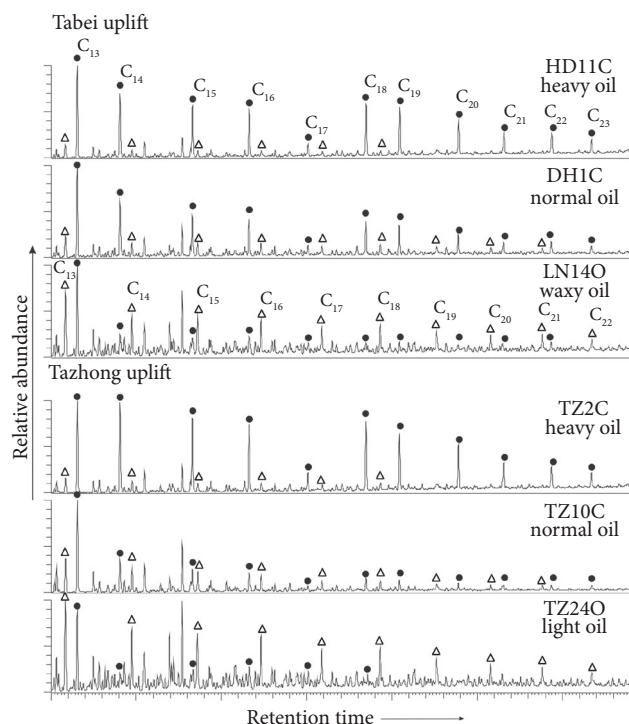 Tabei uplift
C13
C14
C15
C16
C17
C18
C19
C20
C21
C22
C23
HD11C
heavy oil
DH1C
normal oil
LN14O
waxy oil
C13
C14
C15
C16
C17
C18
C19
C20
C21
C22
Tazhong uplift
TZ2C
heavy oil
TZ10C
normal oil
TZ24O
light oil
Relative abundance
Retention time